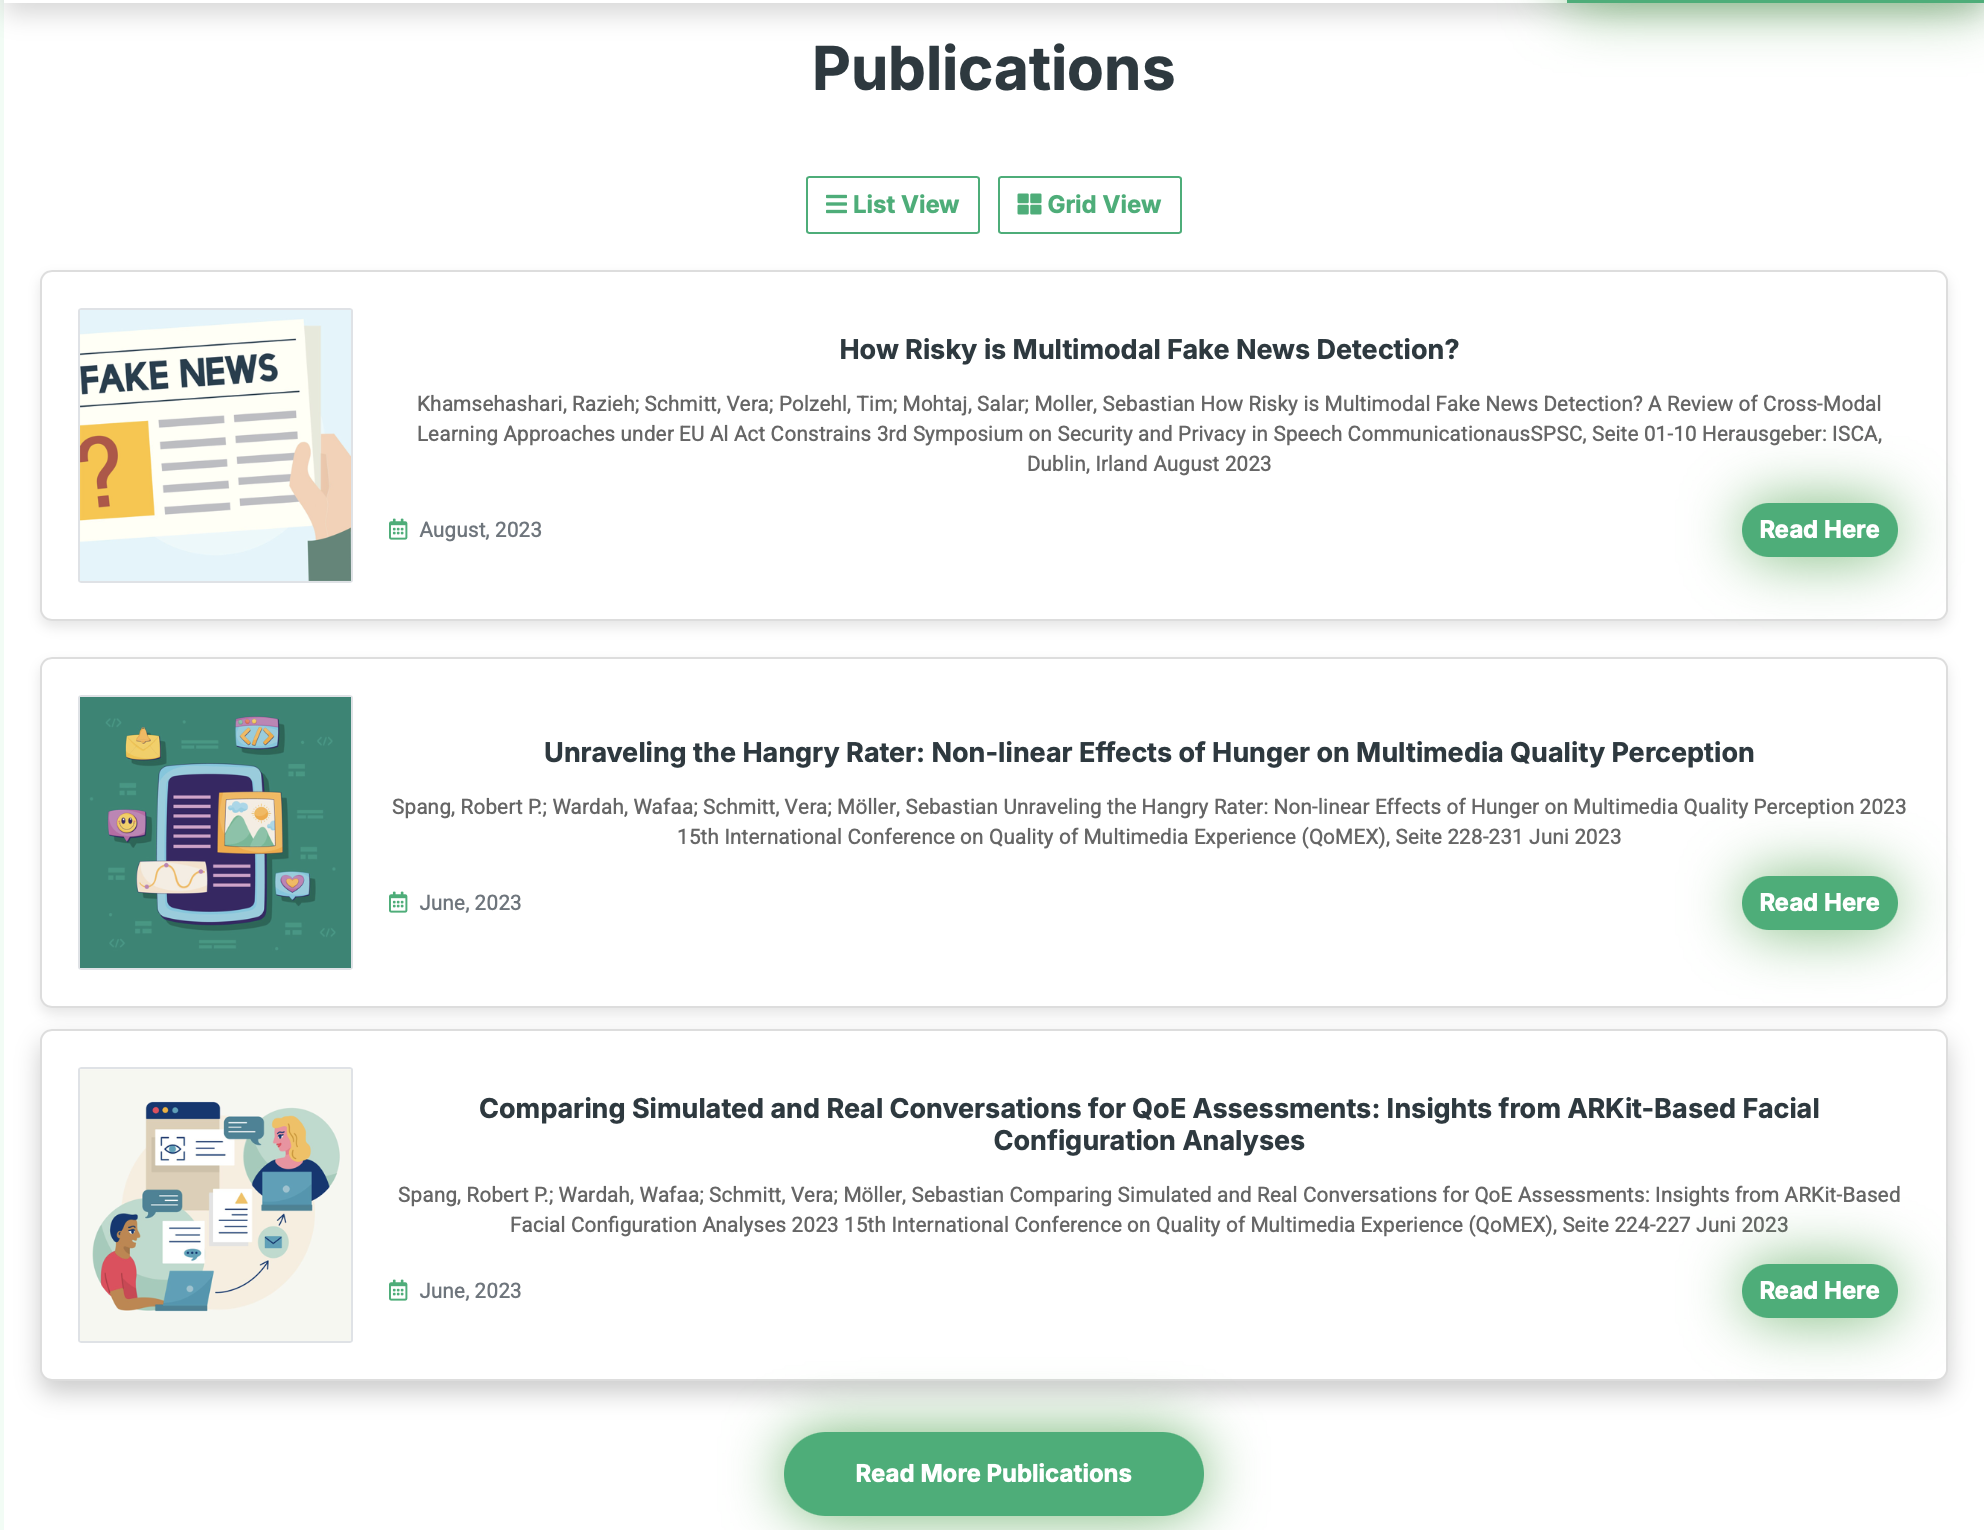 Publications
List View
Grid View
FAKE NEWS
?
How Risky is Multimodal Fake News Detection?
Khamsehashari, Razieh; Schmitt, Vera; Polzehl, Tim; Mohtaj, Salar; Moller, Sebastian How Risky is Multimodal Fake News Detection? A Review of Cross-Modal
Learning Approaches under EU Al Act Constrains 3rd Symposium on Security and Privacy in Speech CommunicationausSPSC, Seite 01-10 Herausgeber: ISCA,
Dublin, Irland August 2023
August, 2023
Read Here
</>
Unraveling the Hangry Rater: Non-linear Effects of Hunger on Multimedia Quality Perception
Spang, Robert P.; Wardah, Wafaa; Schmitt, Vera; Möller, Sebastian Unraveling the Hangry Rater: Non-linear Effects of Hunger on Multimedia Quality Perception 2023
15th International Conference on Quality of Multimedia Experience (QoMEX), Seite 228-231 Juni 2023
June, 2023
Read Here
Comparing Simulated and Real Conversations for QoE Assessments: Insights from ARKit-Based Facial
Configuration Analyses
Spang, Robert P.; Wardah, Wafaa; Schmitt, Vera; Möller, Sebastian Comparing Simulated and Real Conversations for QoE Assessments: Insights from ARKit-Based
Facial Configuration Analyses 2023 15th International Conference on Quality of Multimedia Experience (QoMEX), Seite 224-227 Juni 2023
June, 2023
Read Here
Read More Publications